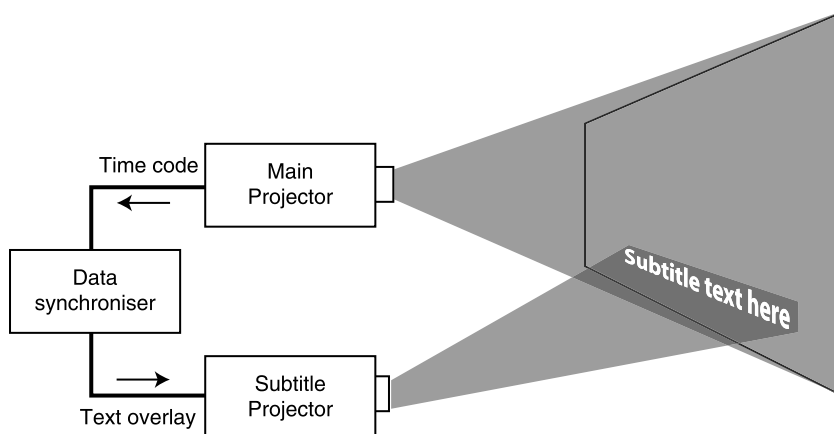 Time code
Main
Projector
Data
synchroniser
Subtitle text here
Subtitle
Projector
Text overlay